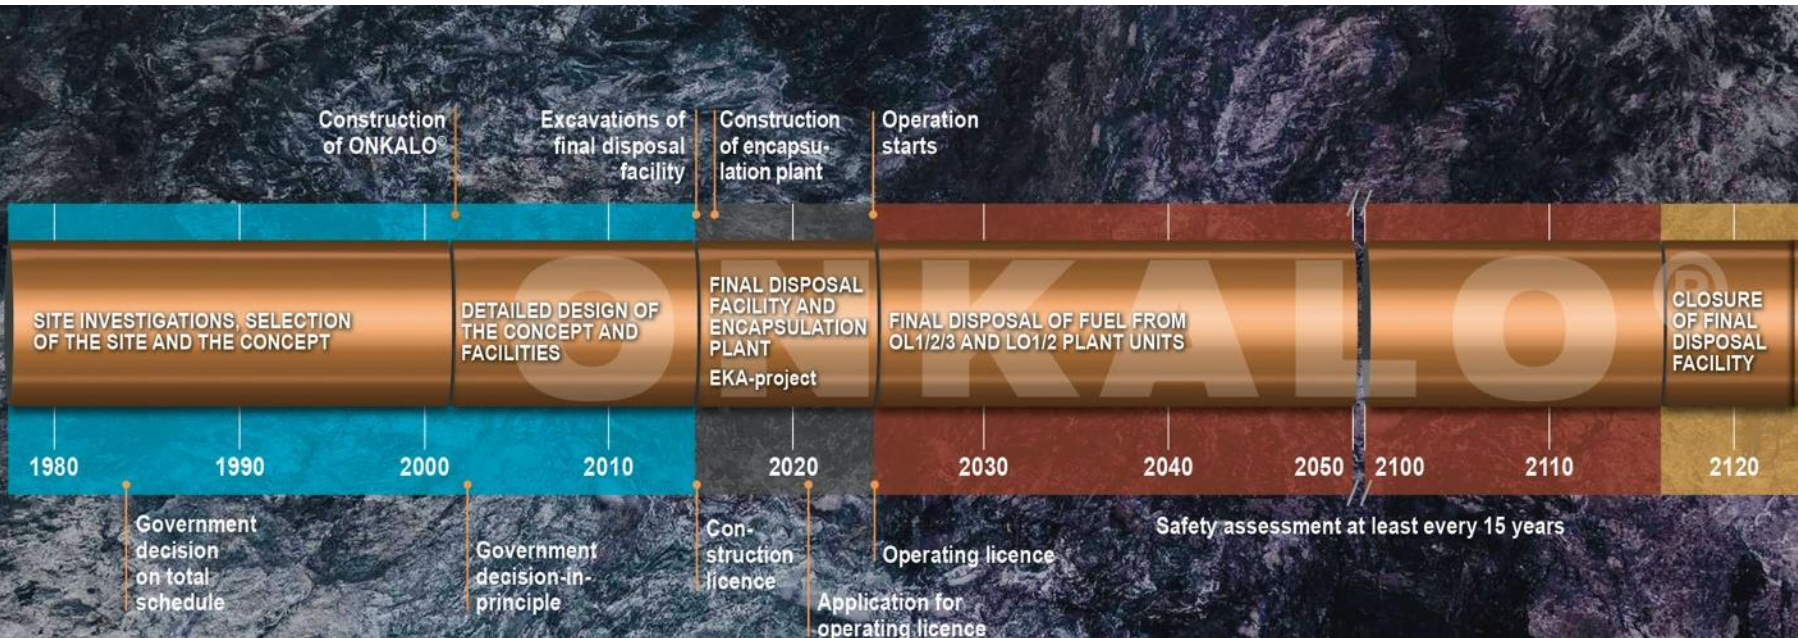 Construction
of ONKALO®
Excavations of
final disposal
facility
Construction
of encapsu-
lation plant
Operation
starts
ONKALO®
SITE INVESTIGATIONS, SELECTION
OF THE SITE AND THE CONCEPT
DETAILED DESIGN OF
THE CONCEPT AND
FACILITIES
FINAL DISPOSAL
FACILITY AND
ENCAPSULATION
PLANT
EKA-project
FINAL DISPOSAL OF FUEL FROM
OL1/2/3 AND LO1/2 PLANT UNITS
CLOSURE
OF FINAL
DISPOSAL
FACILITY
1980 1990 2000 2010 2020 2030 2040 2050 2100 2110 2120
Government
decision
on total
schedule
Government
decision-in-
principle
Con-
struction
licence
Application for
operating licence
Operating licence
Safety assessment at least every 15 years